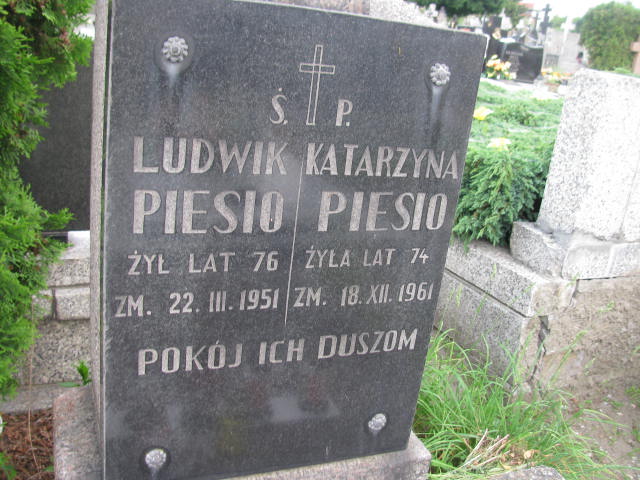 Ś. P.
LUDWIK KATARZYNA
PIESIO PIESIO
ŻYŁ LAT 76 ŻYŁA LAT 74
ZM. 22. III. 1951 ZM. 18. XII. 1961
POKÓJ ICH DUSZOM